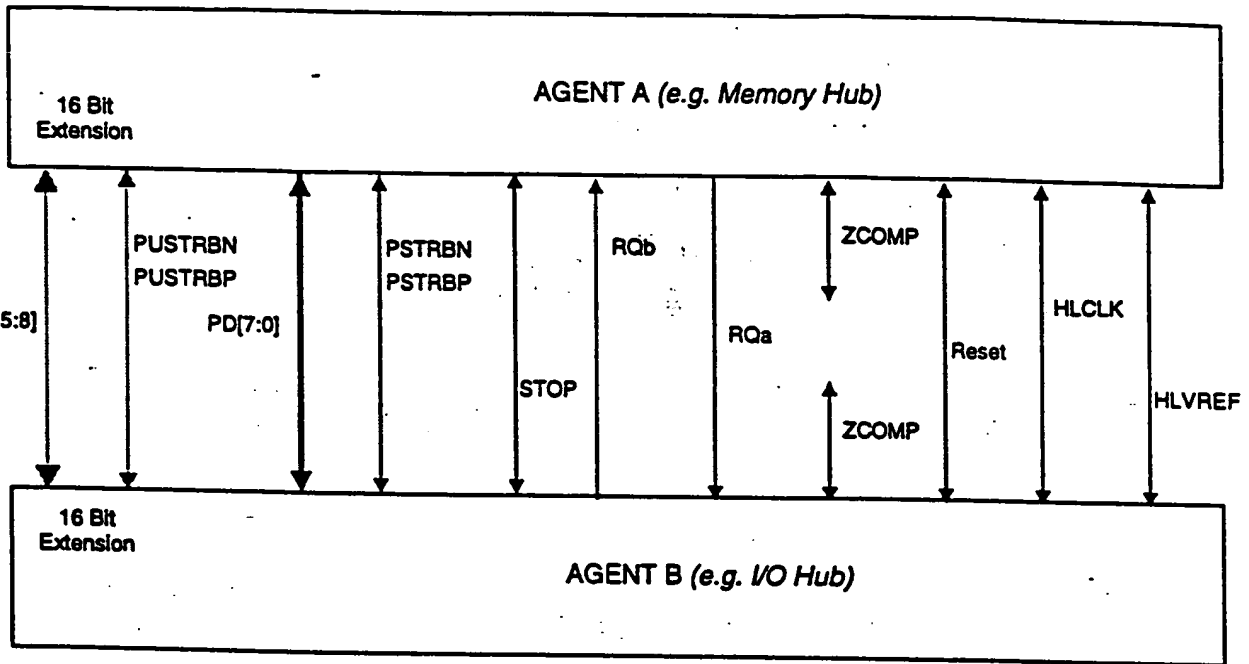 AGENT A (e.g. Memory Hub)
16 Bit
Extension
PUSTRBN
PUSTRBP
5:8]
PD[7:0]
PSTRBN
PSTRBP
STOP
RQb
RQa
ZCOMP
ZCOMP
Reset
HLCLK
HLVREF
16 Bit
Extension
AGENT B (e.g. I/O Hub)